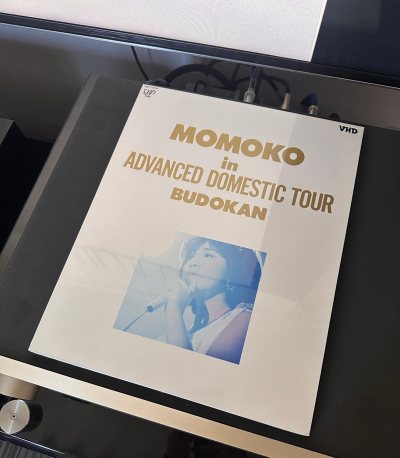 VHD
MOMOKO
in
ADVANCED DOMESTIC TOUR
BUDOKAN